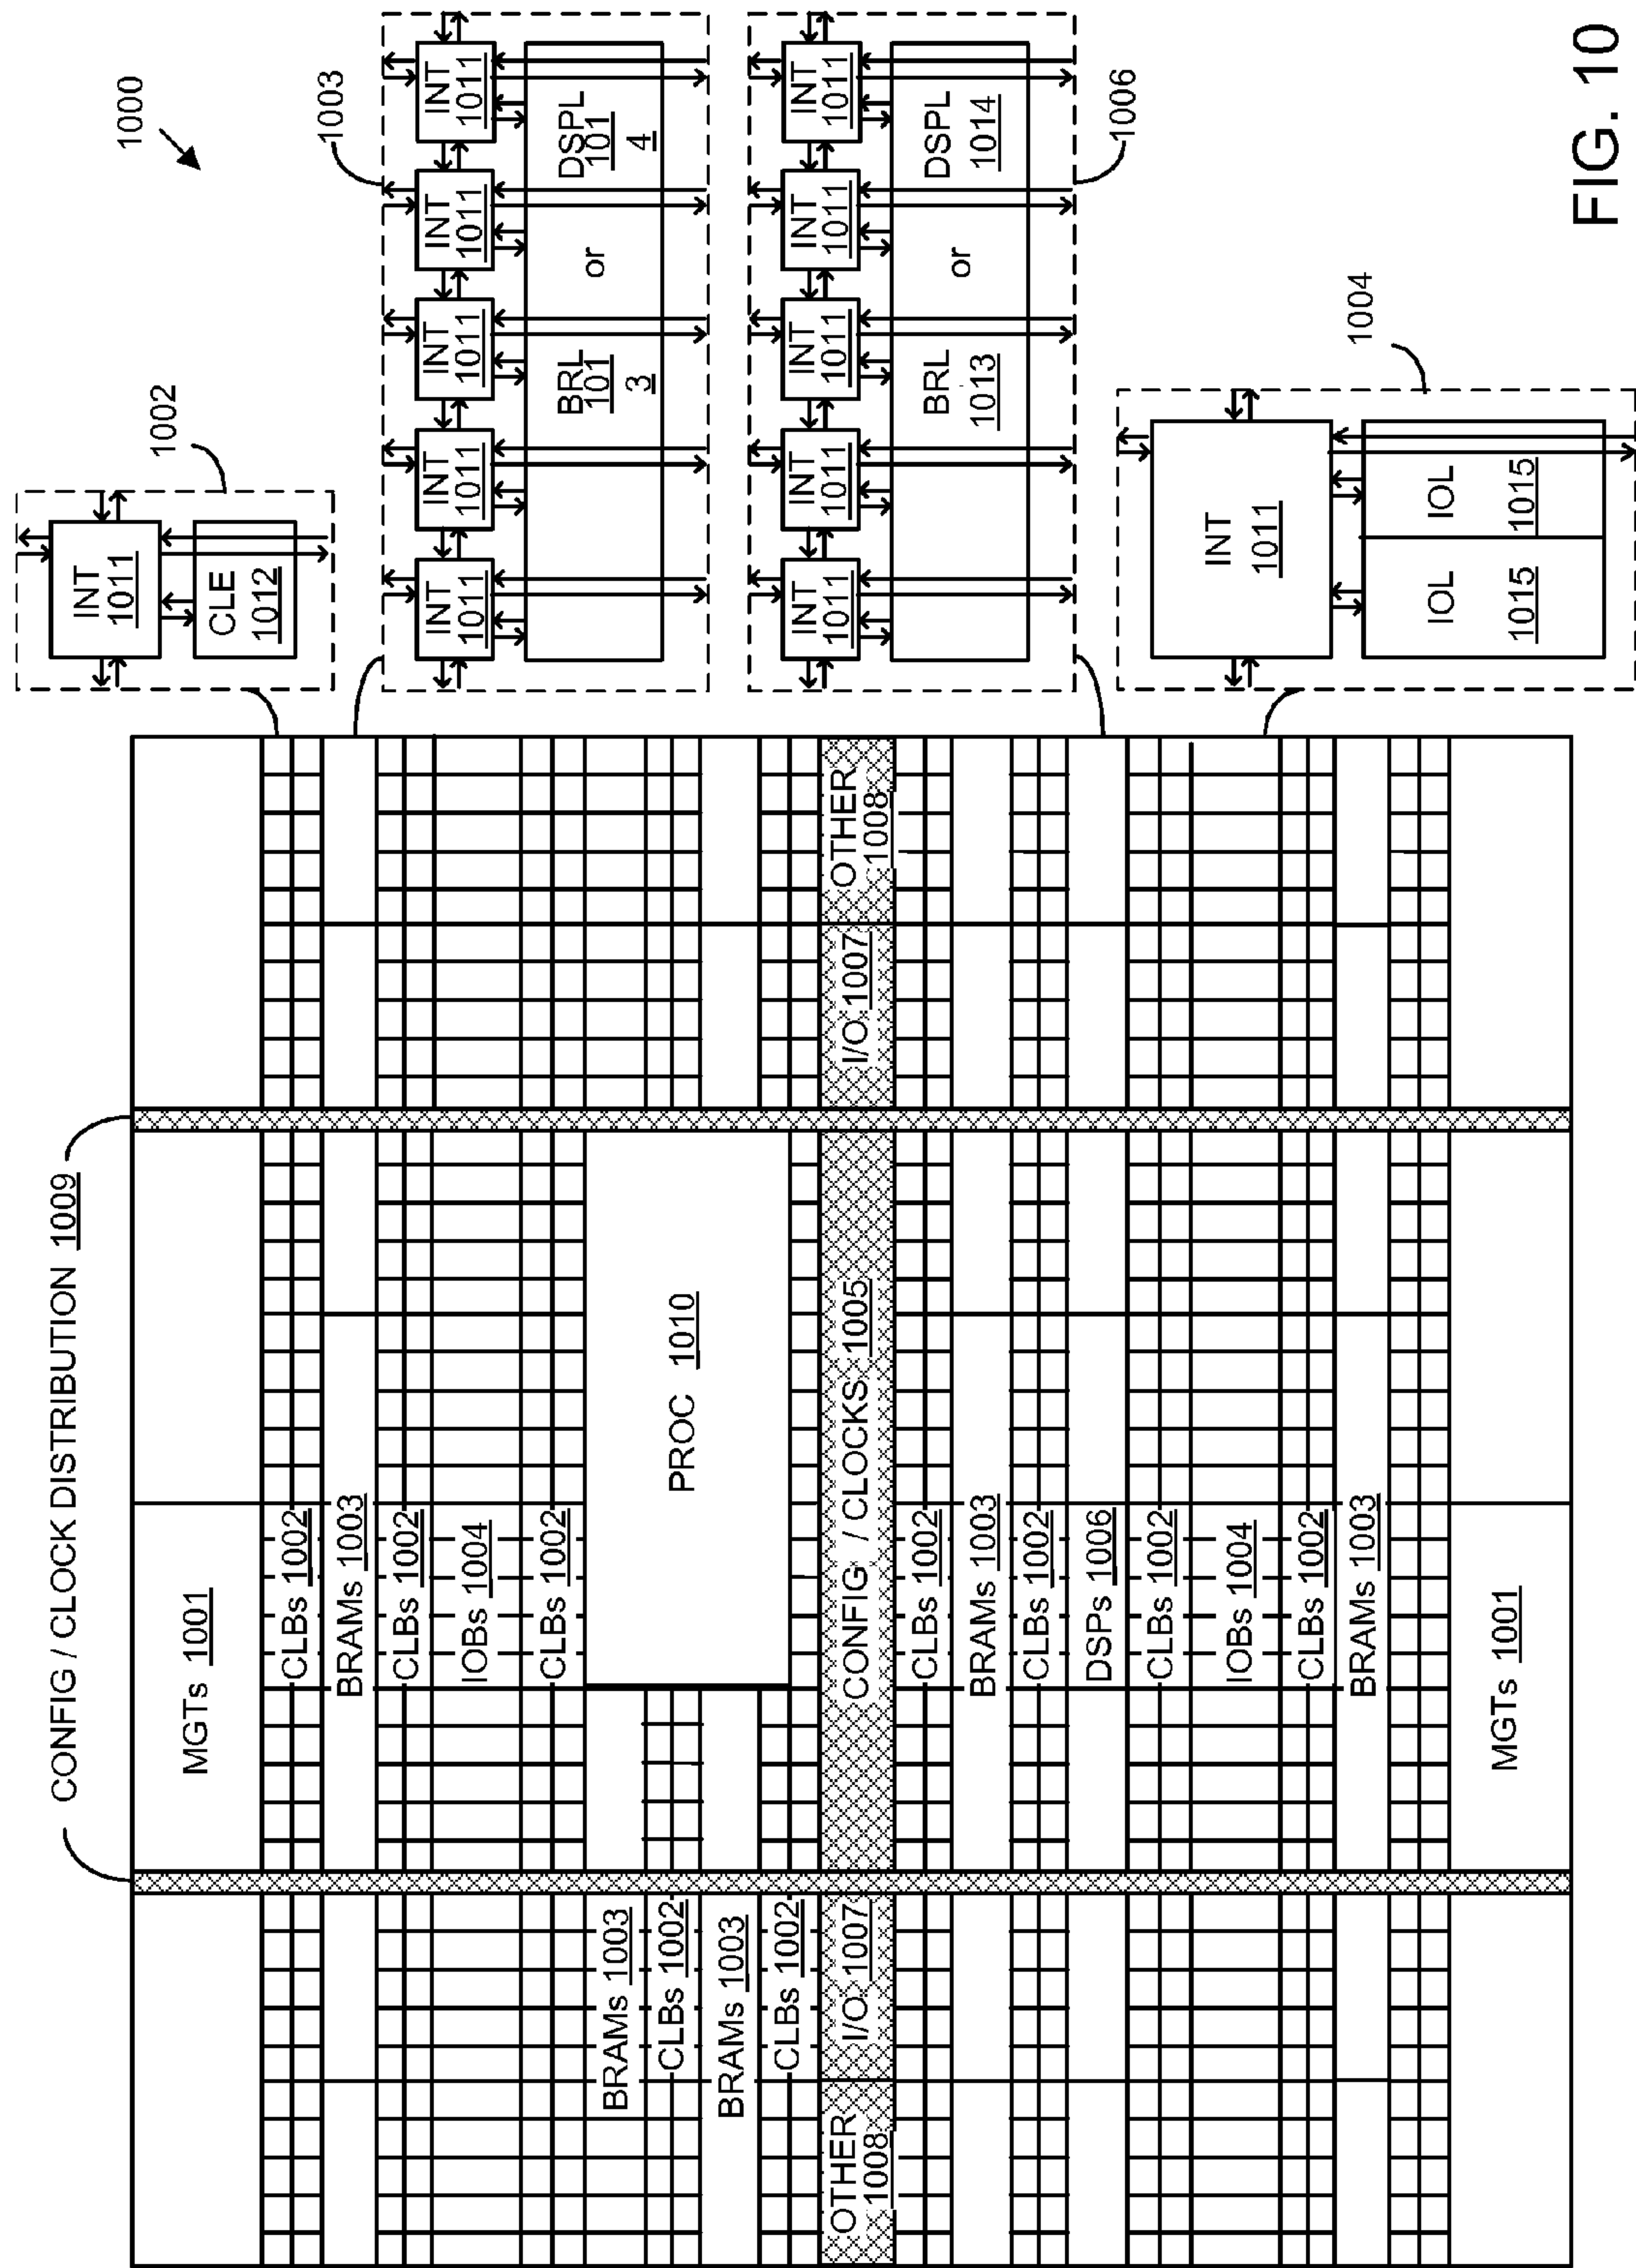 1000
CONFIG / CLOCK DISTRIBUTION 1009
MGTs 1001
CLBs 1002
BRAMs 1003
CLBs 1002
IOBs 1004
CLBs 1002
BRAMs 1003
CLBs 1002
BRAMs 1003
CLBs 1002
PROC 1010
OTHER
1008
I/O 1007
CONFIG / CLOCKS 1005
I/O 1007
OTHER
1008
CLBs 1002
BRAMs 1003
CLBs 1002
DSPs 1006
CLBs 1002
IOBs 1004
CLBs 1002
BRAMs 1003
MGTs 1001
1002
INT
1011
CLE
1012
1003
INT
1011
INT
1011
INT
1011
INT
1011
INT
1011
BRL
101
3
or
DSPL
101
4
INT
1011
INT
1011
INT
1011
INT
1011
INT
1011
BRL
1013
or
DSPL
1014
1006
1004
INT
1011
IOL
1015
IOL
1015
FIG. 10